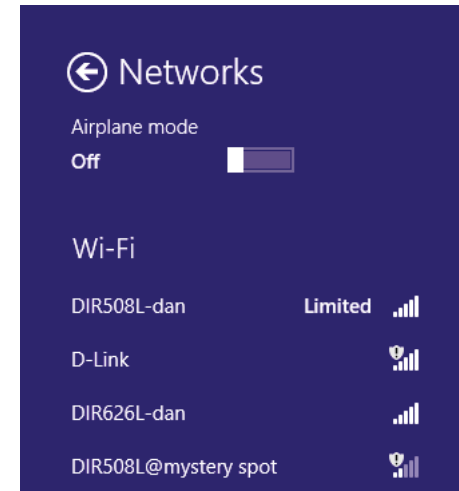 Networks
Airplane mode
Off
Wi-Fi
DIR508L-dan Limited
D-Link
DIR626L-dan
DIR508L@mystery spot